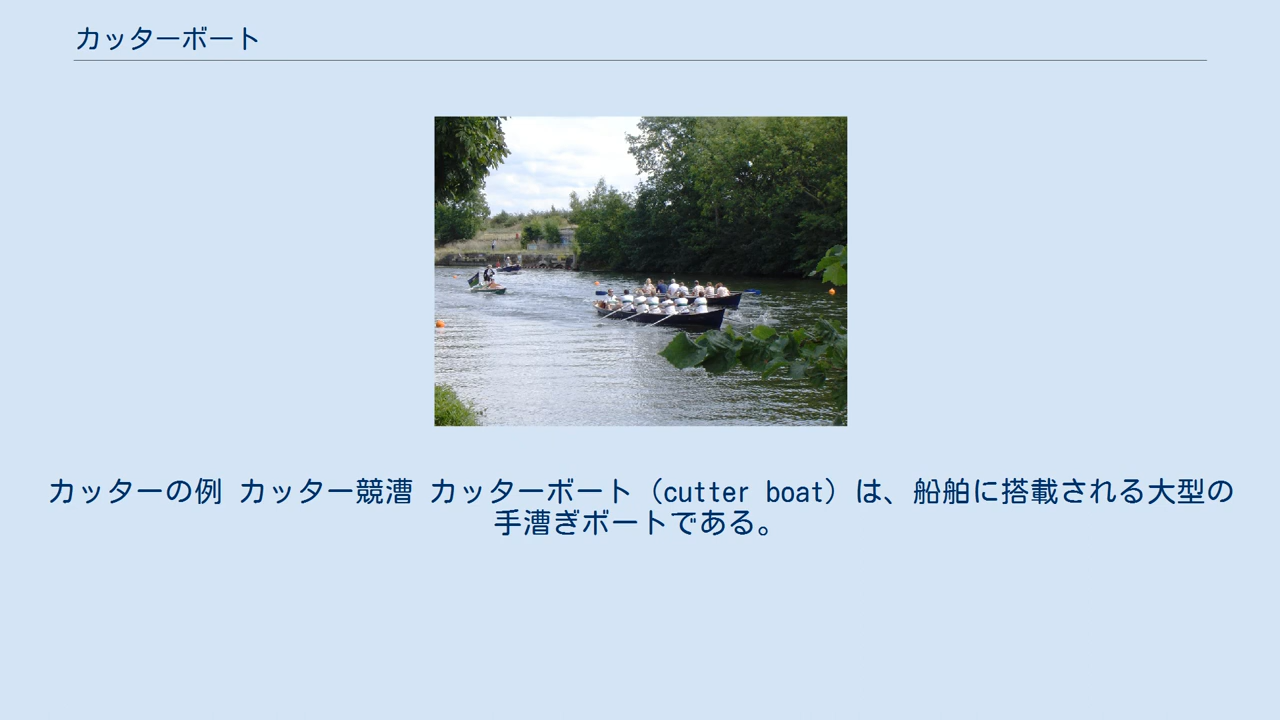 カッターボート
カッターの例 カッター競漕 カッターボート（cutter boat）は、船舶に搭載される大型の
手漕ぎボートである。